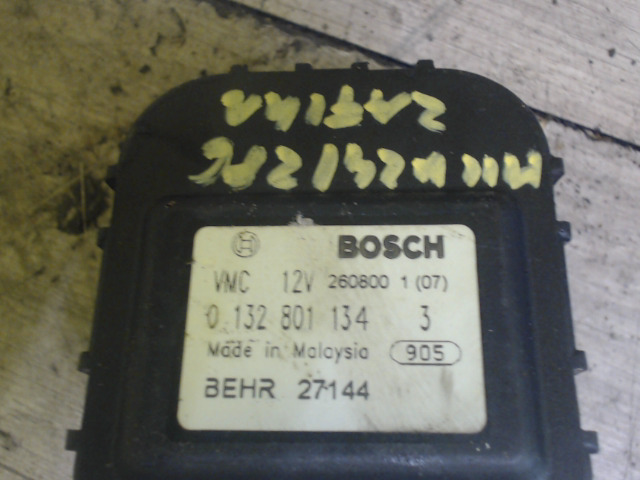 BOSCH
VMC 12V 260800 1 (07)
0 132 801 134 3
Made in Malaysia 905
BEHR 27144